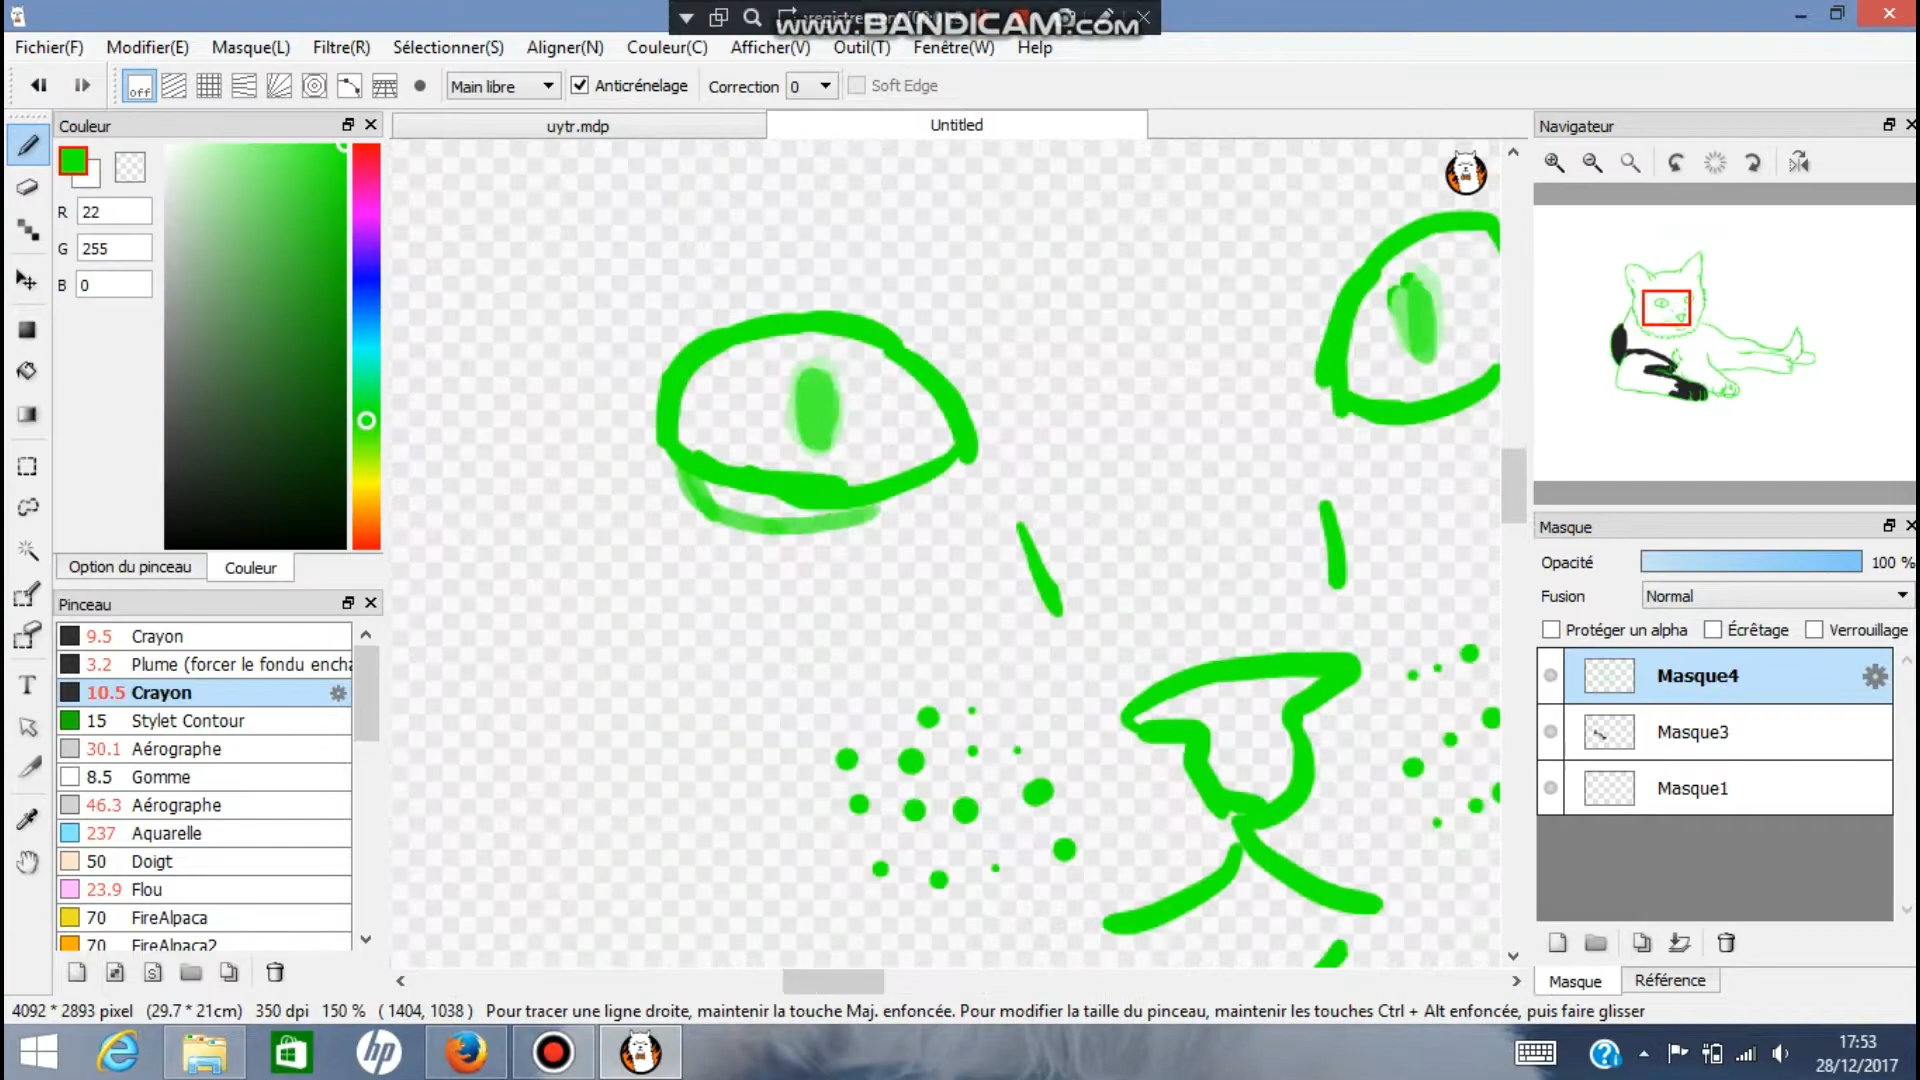 www.BANDICAM.com
Fichier(F) Modifier(E) Masque(L) Filtre(R) Sélectionner(S) Aligner(N) Couleur(C) Afficher(V) Outil(T) Fenêtre(W) Help
off Main libre Anticrénelage Correction 0 Soft Edge
Couleur
uytr.mdp Untitled
Navigateur
R 22
G 255
B 0
Option du pinceau Couleur
Pinceau
9.5 Crayon
3.2 Plume (forcer le fondu encha
10.5 Crayon
15 Stylet Contour
30.1 Aérographe
8.5 Gomme
46.3 Aérographe
237 Aquarelle
50 Doigt
23.9 Flou
70 FireAlpaca
70 FireAlpaca2
Masque
Opacité 100 %
Fusion Normal
Protéger un alpha Écrêtage Verrouillage
Masque4
Masque3
Masque1
Masque Référence
4092 * 2893 pixel (29.7 * 21cm) 350 dpi 150 % ( 1404, 1038 ) Pour tracer une ligne droite, maintenir la touche Maj. enfoncée. Pour modifier la taille du pinceau, maintenir les touches Ctrl + Alt enfoncée, puis faire glisser
hp
17:53
28/12/2017